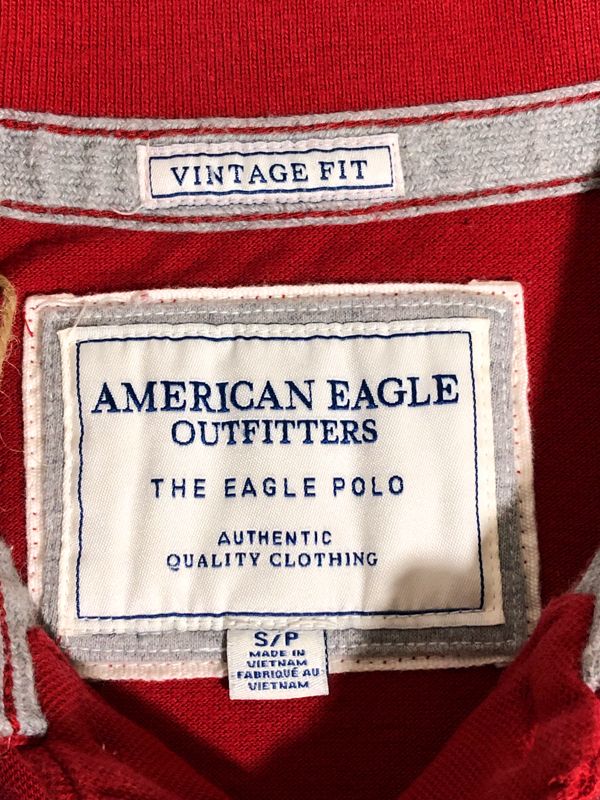 VINTAGE FIT
AMERICAN EAGLE
OUTFITTERS
THE EAGLE POLO
AUTHENTIC
QUALITY CLOTHING
S/P
MADE IN
VIETNAM
FABRIQUÉ AU
VIETNAM